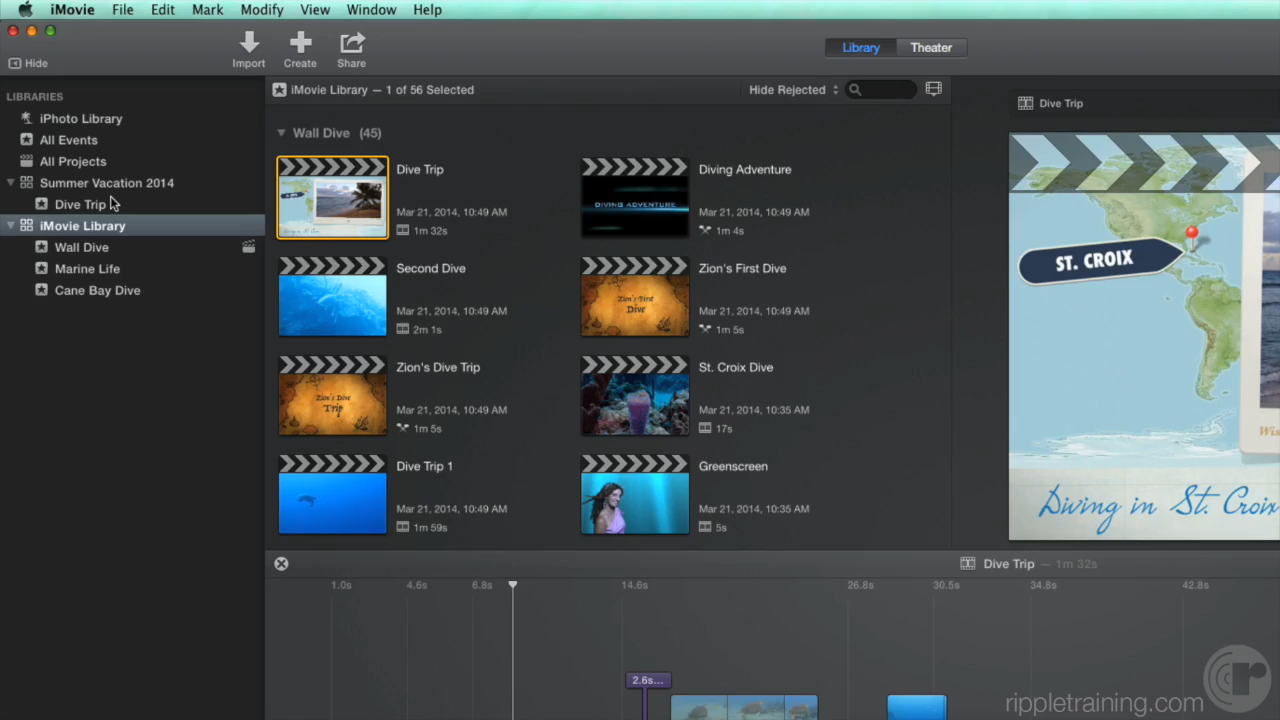 iMovie File Edit Mark Modify View Window Help
Hide
Import Create Share
Library Theater
LIBRARIES
iPhoto Library
All Events
All Projects
Summer Vacation 2014
Dive Trip
iMovie Library
Wall Dive
Marine Life
Cane Bay Dive
iMovie Library – 1 of 56 Selected
Hide Rejected
Wall Dive (45)
Dive Trip
Mar 21, 2014, 10:49 AM
1m 32s
DIVING ADVENTURE
Diving Adventure
Mar 21, 2014, 10:49 AM
1m 4s
Second Dive
Mar 21, 2014, 10:49 AM
2m 1s
Zion's First
Dive
Zion's First Dive
Mar 21, 2014, 10:49 AM
1m 5s
Zion's Dive
Trip
Zion's Dive Trip
Mar 21, 2014, 10:49 AM
1m 5s
St. Croix Dive
Mar 21, 2014, 10:35 AM
17s
Dive Trip 1
Mar 21, 2014, 10:49 AM
1m 59s
Greenscreen
Mar 21, 2014, 10:35 AM
5s
Dive Trip
ST. CROIX
Diving in St. Croix
Dive Trip – 1m 32s
1.0s 4.6s 6.8s 14.6s 26.8s 30.5s 34.8s 42.8s
2.6s...
rippletraining.com